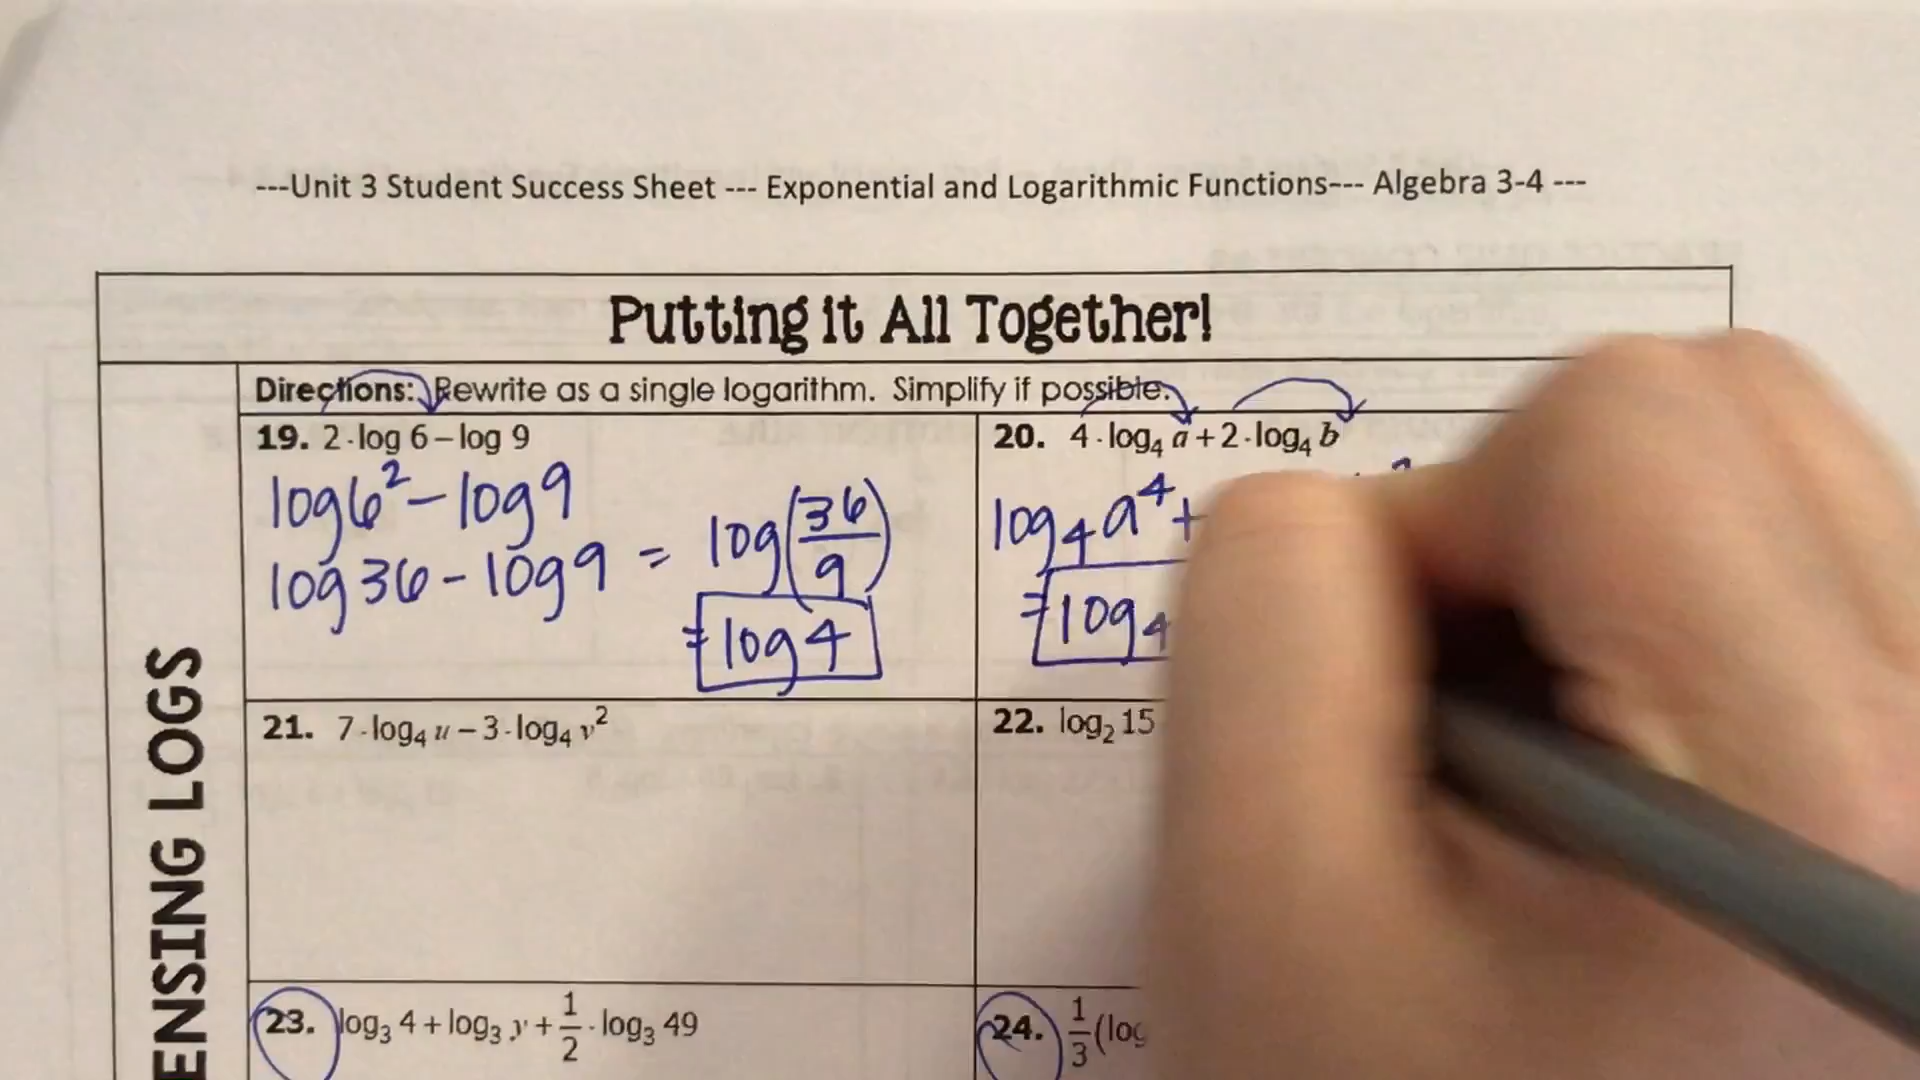 ---Unit 3 Student Success Sheet --- Exponential and Logarithmic Functions--- Algebra 3-4 ---
Putting it All Together!
Directions: Rewrite as a single logarithm. Simplify if possible.
19. 2·log 6–log 9
log6² – log9
log36 – log9 = log(36/9)
= log4
20. 4·log₄ a+2·log₄ b
log₄a⁴+
=log₄
21. 7·log₄ u – 3·log₄ v²
22. log₂ 15
23. log₃ 4+log₃ y+1/2·log₃ 49
24. 1/3(log
ENSING LOGS